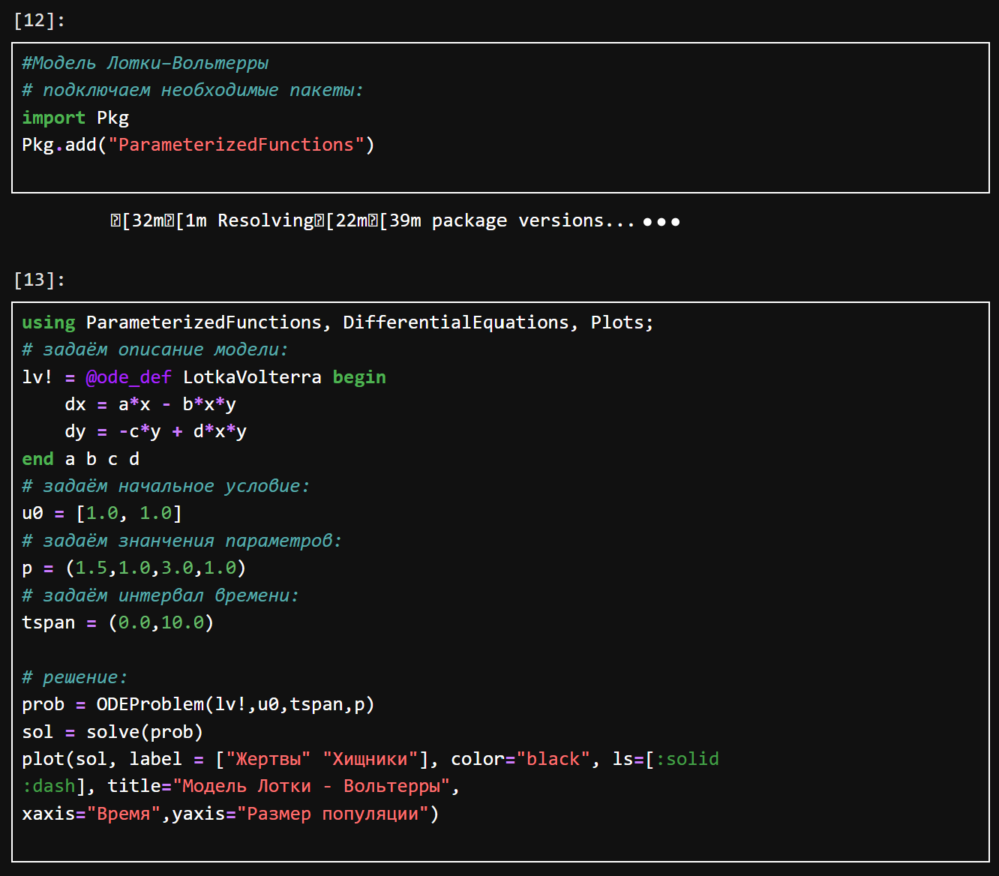 [12]:
#Модель Лотки–Вольтерры
# подключаем необходимые пакеты:
import Pkg
Pkg.add("ParameterizedFunctions")
�[32m�[1m Resolving�[22m�[39m package versions... •••
[13]:
using ParameterizedFunctions, DifferentialEquations, Plots;
# задаём описание модели:
lv! = @ode_def LotkaVolterra begin
    dx = a*x - b*x*y
    dy = -c*y + d*x*y
end a b c d
# задаём начальное условие:
u0 = [1.0, 1.0]
# задаём знанчения параметров:
p = (1.5,1.0,3.0,1.0)
# задаём интервал времени:
tspan = (0.0,10.0)
# решение:
prob = ODEProblem(lv!,u0,tspan,p)
sol = solve(prob)
plot(sol, label = ["Жертвы" "Хищники"], color="black", ls=[:solid
:dash], title="Модель Лотки - Вольтерры",
xaxis="Время",yaxis="Размер популяции")